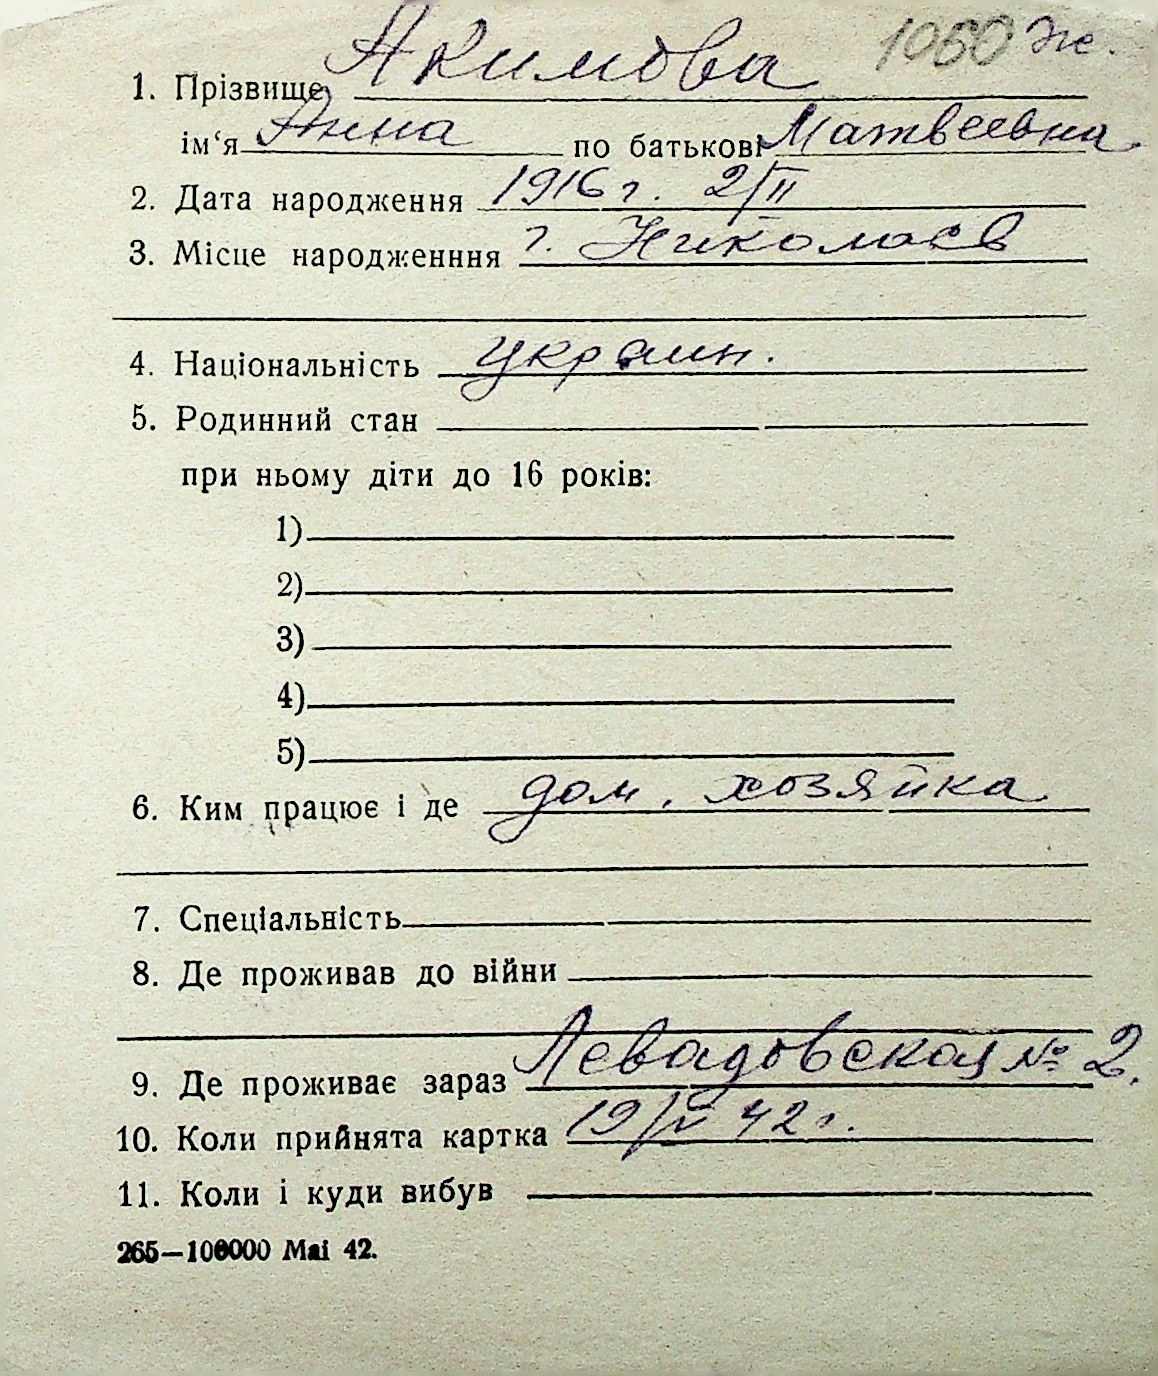 1050 Ж.
1. Прізвище Акимова
ім‘я Анна по батькові Матвеевна
2. Дата народження 1916 г. 2/II
3. Місце народженння г. Николаєв
4. Національність украин.
5. Родинний стан
при ньому діти до 16 років:
1)
2)
3)
4)
5)
6. Ким працює і де дом. хозяйка
7. Спеціальність
8. Де проживав до війни
9. Де проживає зараз Левадовская № 2.
10. Коли прийнята картка 19/V 42 г.
11. Коли і куди вибув
265—100000 Mai 42.